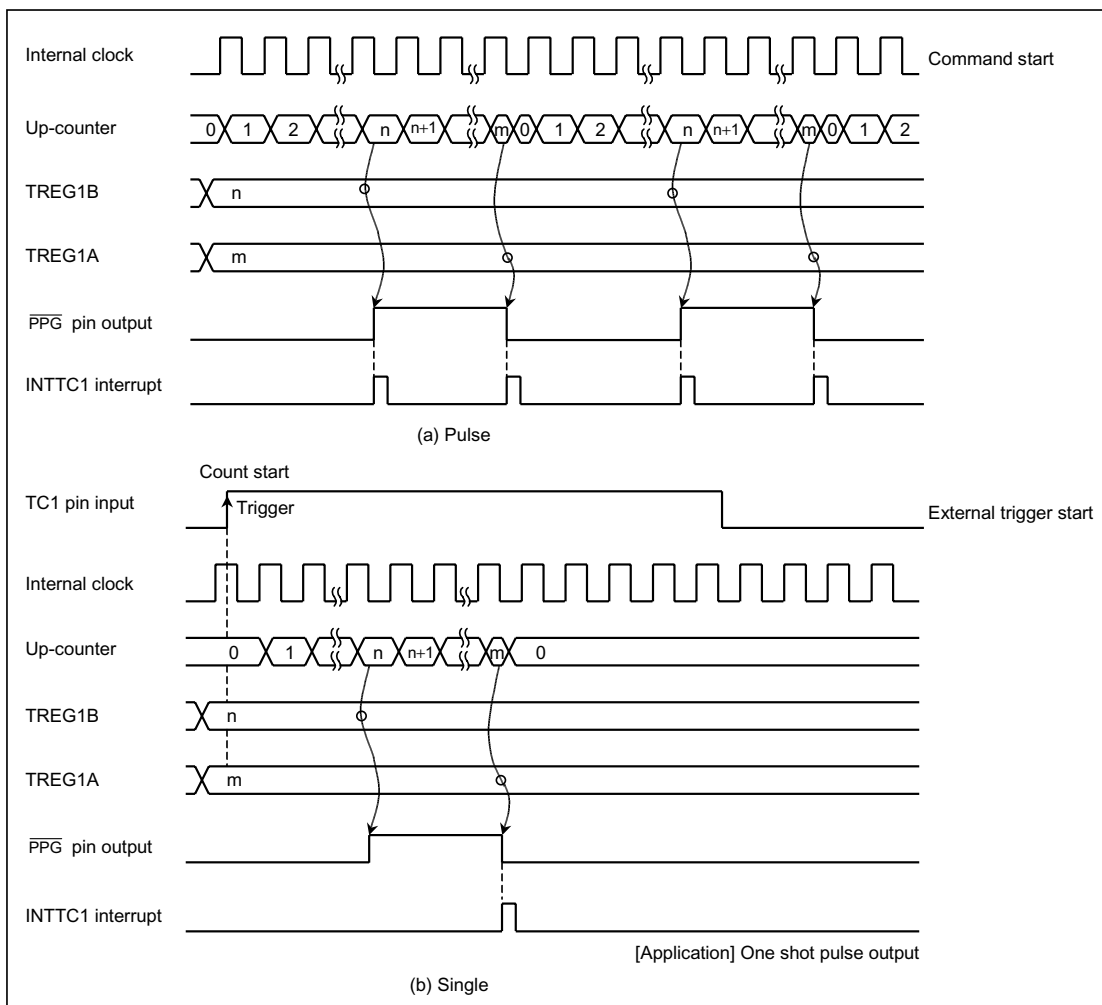 Internal clock
Command start
Up-counter
0 1 2 n n+1 m 0 1 2 n n+1 m 0 1 2
TREG1B
n
TREG1A
m
PPG pin output
INTTC1 interrupt
(a) Pulse
Count start
TC1 pin input
Trigger
External trigger start
Internal clock
Up-counter
0 1 n n+1 m 0
TREG1B
n
TREG1A
m
PPG pin output
INTTC1 interrupt
[Application] One shot pulse output
(b) Single